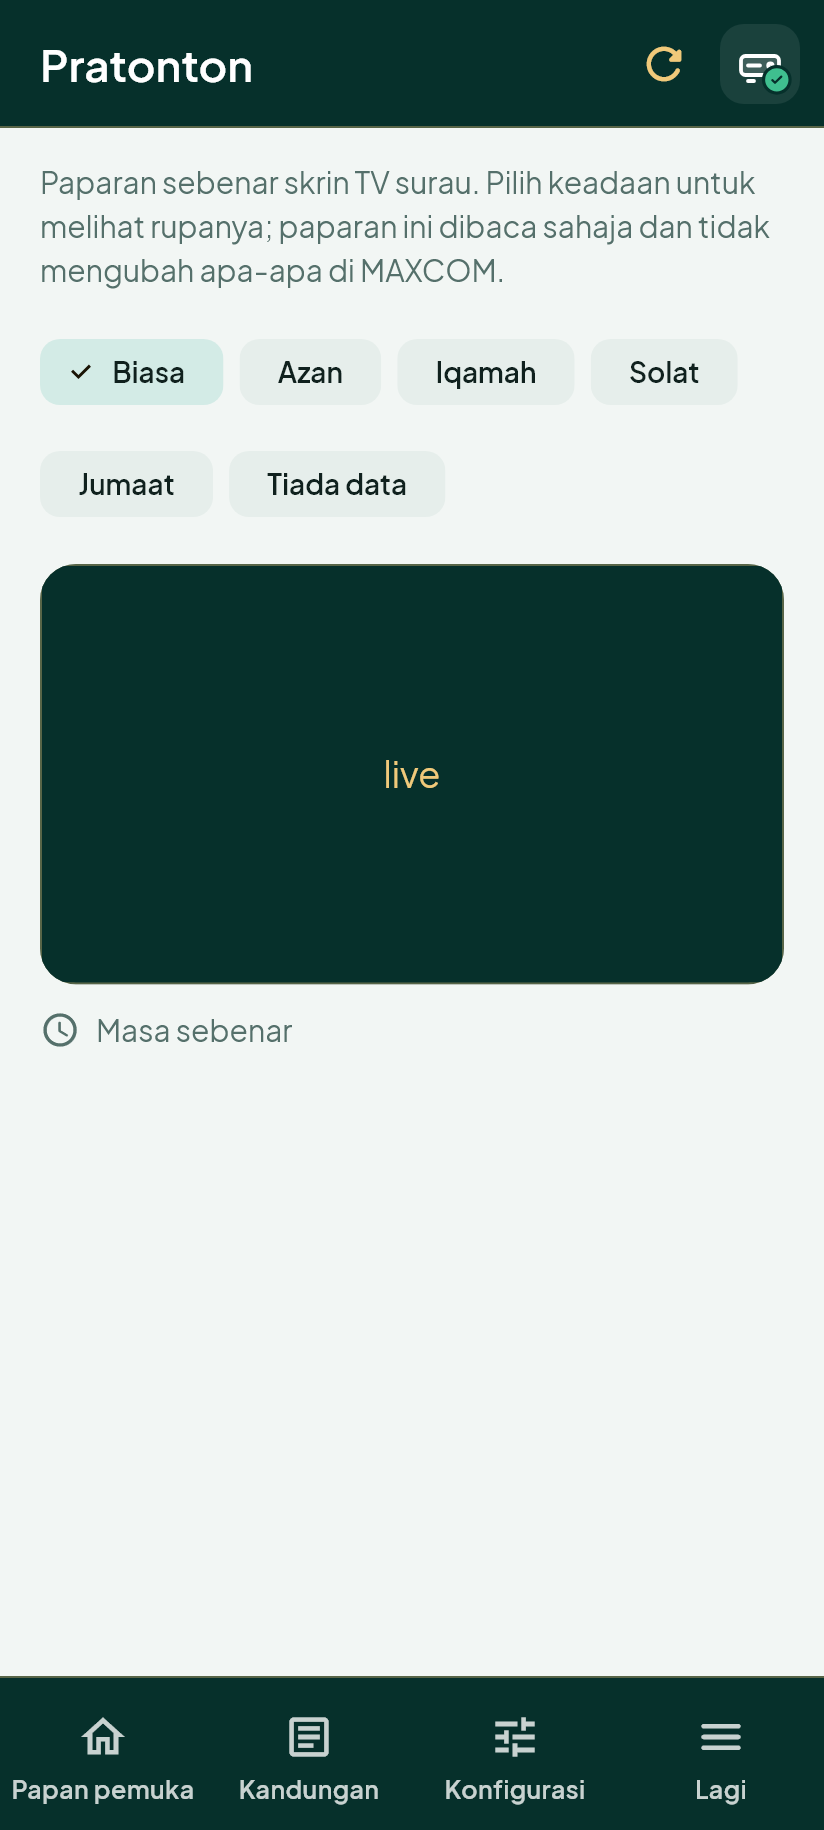 Pratonton
Paparan sebenar skrin TV surau. Pilih keadaan untuk
melihat rupanya; paparan ini dibaca sahaja dan tidak
mengubah apa-apa di MAXCOM.
Biasa
Azan
Iqamah
Solat
Jumaat
Tiada data
live
Masa sebenar
Papan pemuka
Kandungan
Konfigurasi
Lagi